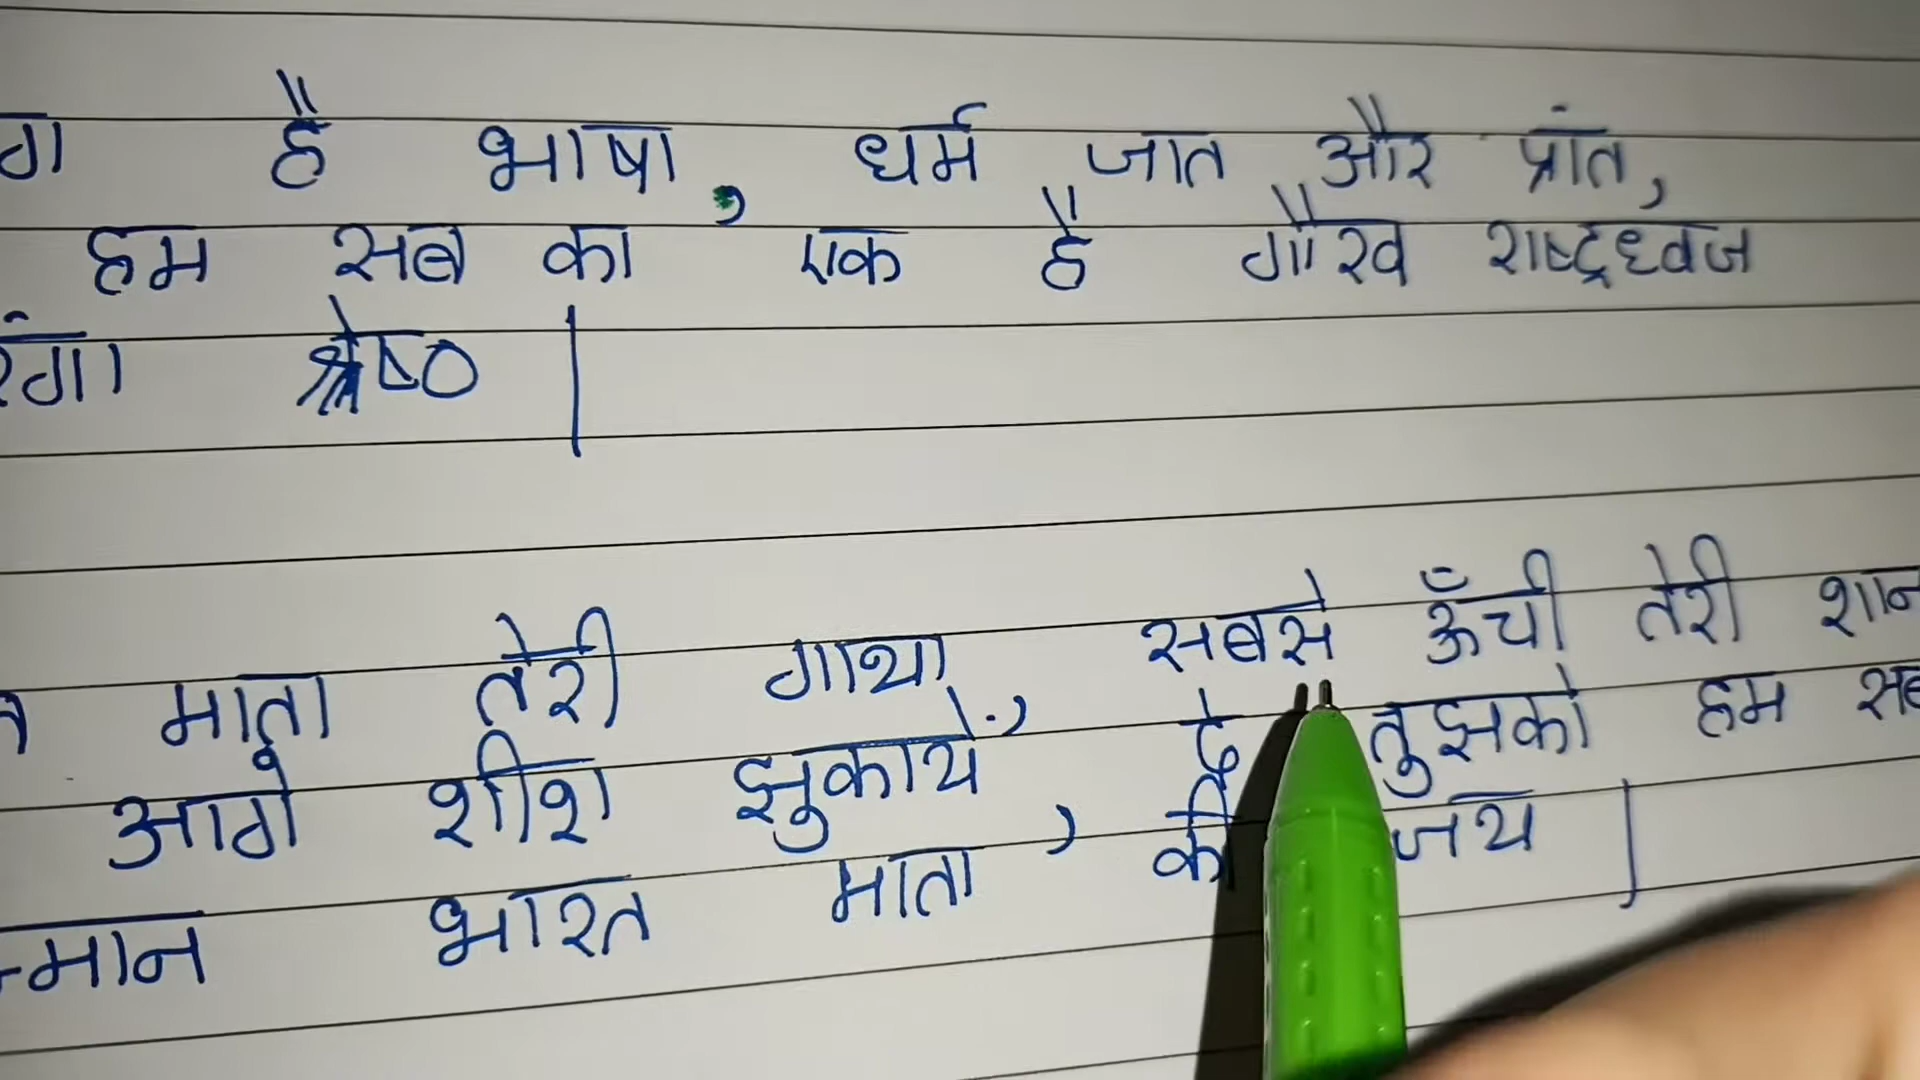 ग है भाषा, धर्म जात और प्रांत,
हम सब का एक है गौरव राष्ट्रध्वज
रंगा श्रेष्ठ |
माता तेरी गाथा, सबसे ऊँची तेरी शान
आगे शीश झुकायें, दे तुझको हम सब
न्मान भारत माता, की जय |